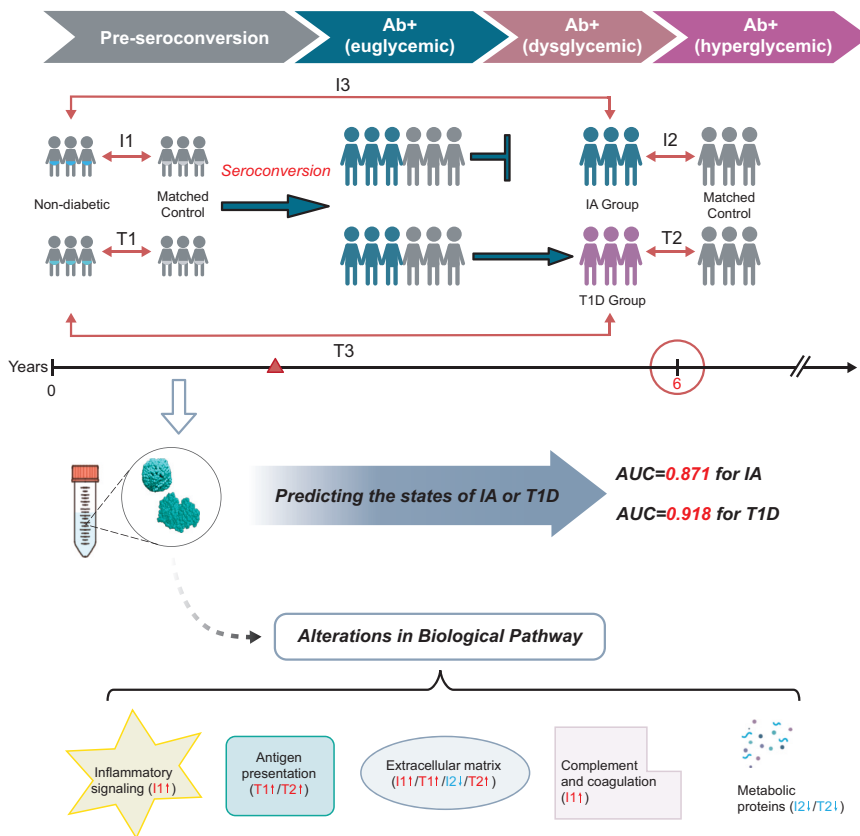 Pre-seroconversion
Ab+
(euglycemic)
Ab+
(dysglycemic)
Ab+
(hyperglycemic)
I3
I1
I2
Seroconversion
Non-diabetic
Matched
Control
IA Group
Matched
Control
T1
T2
T1D Group
T3
Years
0
6
Predicting the states of IA or T1D
AUC=0.871 for IA
AUC=0.918 for T1D
Alterations in Biological Pathway
Inflammatory
signaling (I1↑)
Antigen
presentation
(T1↑/T2↑)
Extracellular matrix
(I1↑/T1↑/I2↓/T2↑)
Complement
and coagulation
(I1↑)
Metabolic
proteins (I2↓/T2↓)